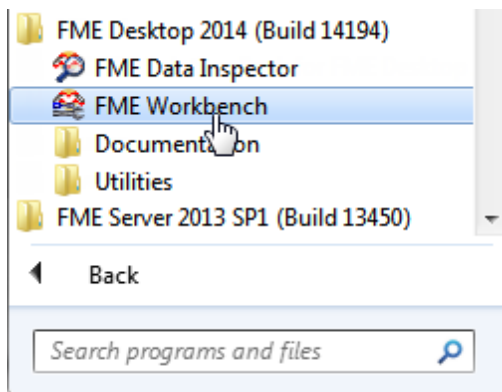 FME Desktop 2014 (Build 14194)
FME Data Inspector
FME Workbench
Documentation
Utilities
FME Server 2013 SP1 (Build 13450)
Back
Search programs and files